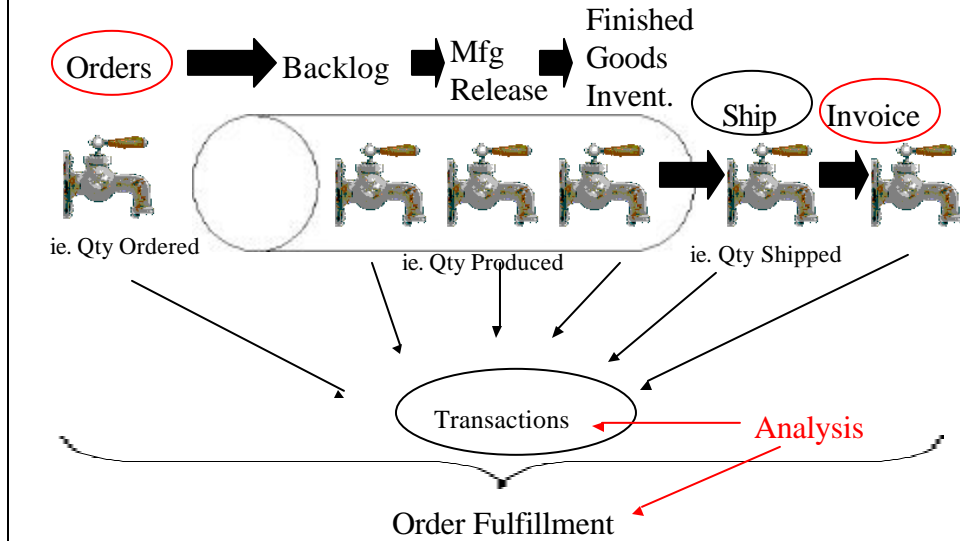 Orders
Backlog
Mfg
Release
Finished
Goods
Invent.
Ship
Invoice
ie. Qty Ordered
ie. Qty Produced
ie. Qty Shipped
Transactions
Analysis
Order Fulfillment